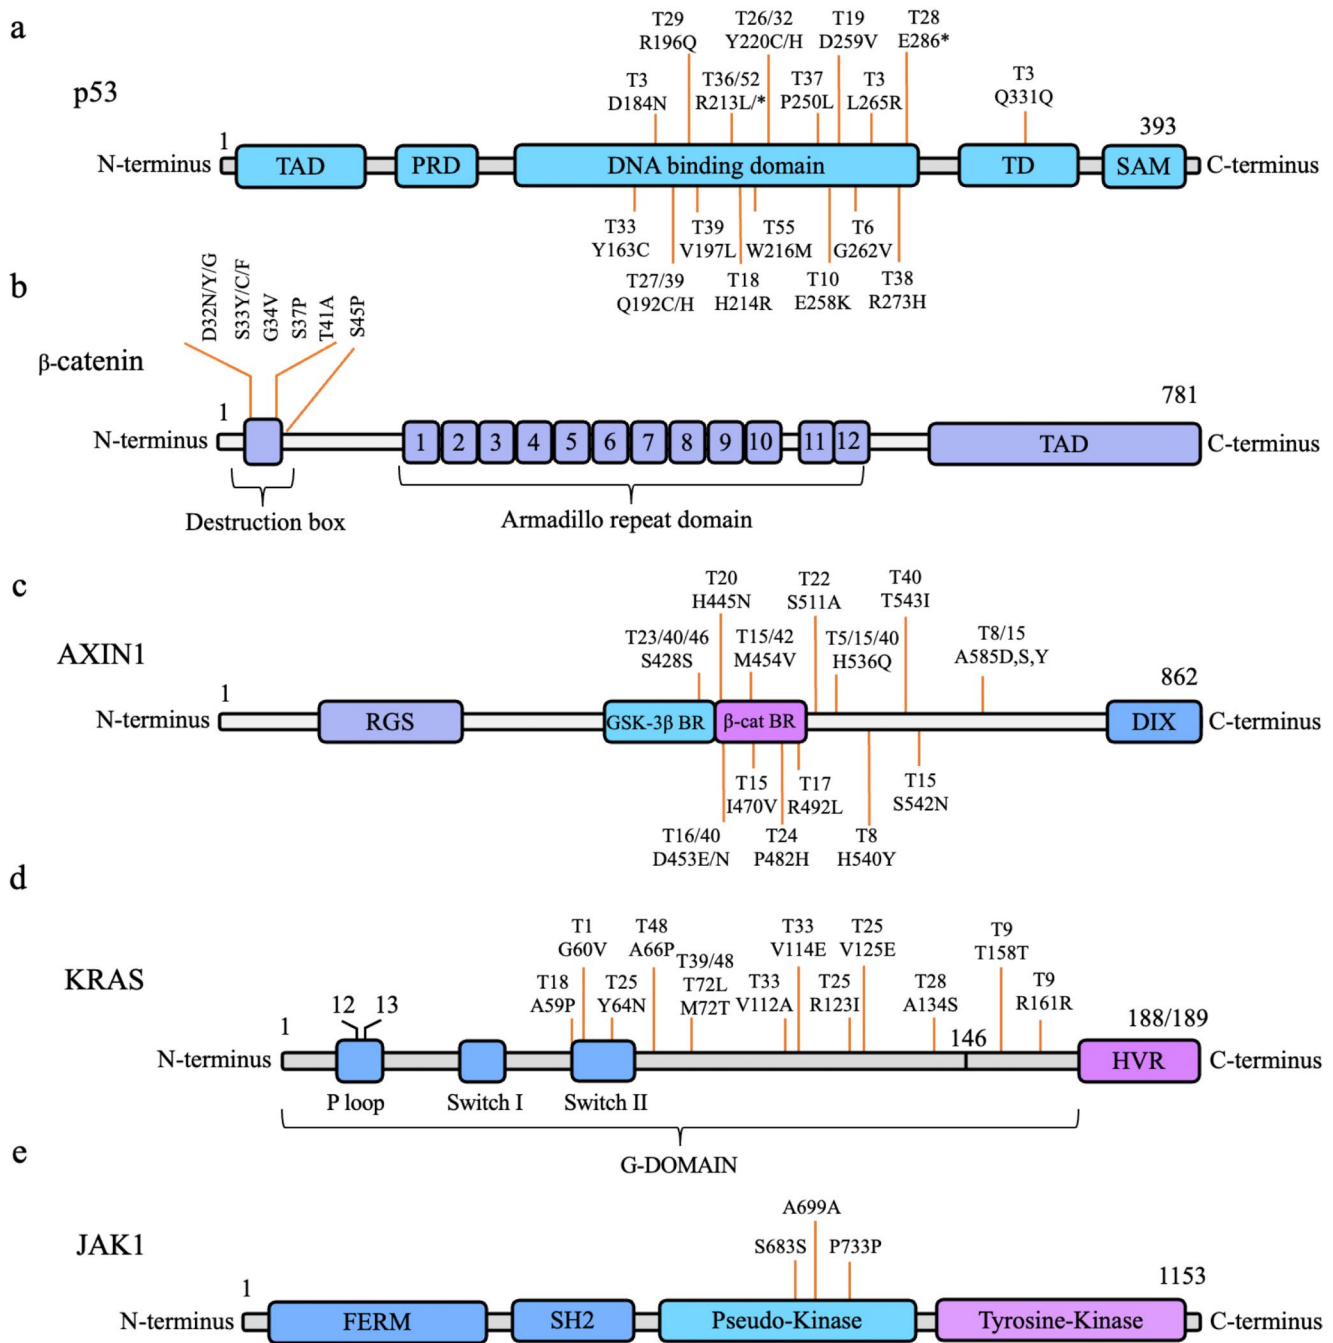 a
p53
T29
R196Q
T26/32
Y220C/H
T19
D259V
T28
E286*
T3
D184N
T36/52
R213L/*
T37
P250L
T3
L265R
T3
Q331Q
1
393
N-terminus
TAD
PRD
DNA binding domain
TD
SAM
C-terminus
T33
Y163C
T39
V197L
T55
W216M
T6
G262V
T27/39
Q192C/H
T18
H214R
T10
E258K
T38
R273H
b
β-catenin
D32N/Y/G
S33Y/C/F
G34V
S37P
T41A
S45P
1
781
N-terminus
1
2
3
4
5
6
7
8
9
10
11
12
TAD
C-terminus
Destruction box
Armadillo repeat domain
c
AXIN1
T20
H445N
T22
S511A
T40
T543I
T23/40/46
S428S
T15/42
M454V
T5/15/40
H536Q
T8/15
A585D,S,Y
1
862
N-terminus
RGS
GSK-3β BR
β-cat BR
DIX
C-terminus
T15
I470V
T17
R492L
T15
S542N
T16/40
D453E/N
T24
P482H
T8
H540Y
d
KRAS
T1
G60V
T48
A66P
T33
V114E
T25
V125E
T9
T158T
T18
A59P
T25
Y64N
T39/48
T72L
M72T
T33
V112A
T25
R123I
T28
A134S
T9
R161R
1
12
13
146
188/189
N-terminus
HVR
C-terminus
P loop
Switch I
Switch II
G-DOMAIN
e
JAK1
A699A
S683S
P733P
1
1153
N-terminus
FERM
SH2
Pseudo-Kinase
Tyrosine-Kinase
C-terminus